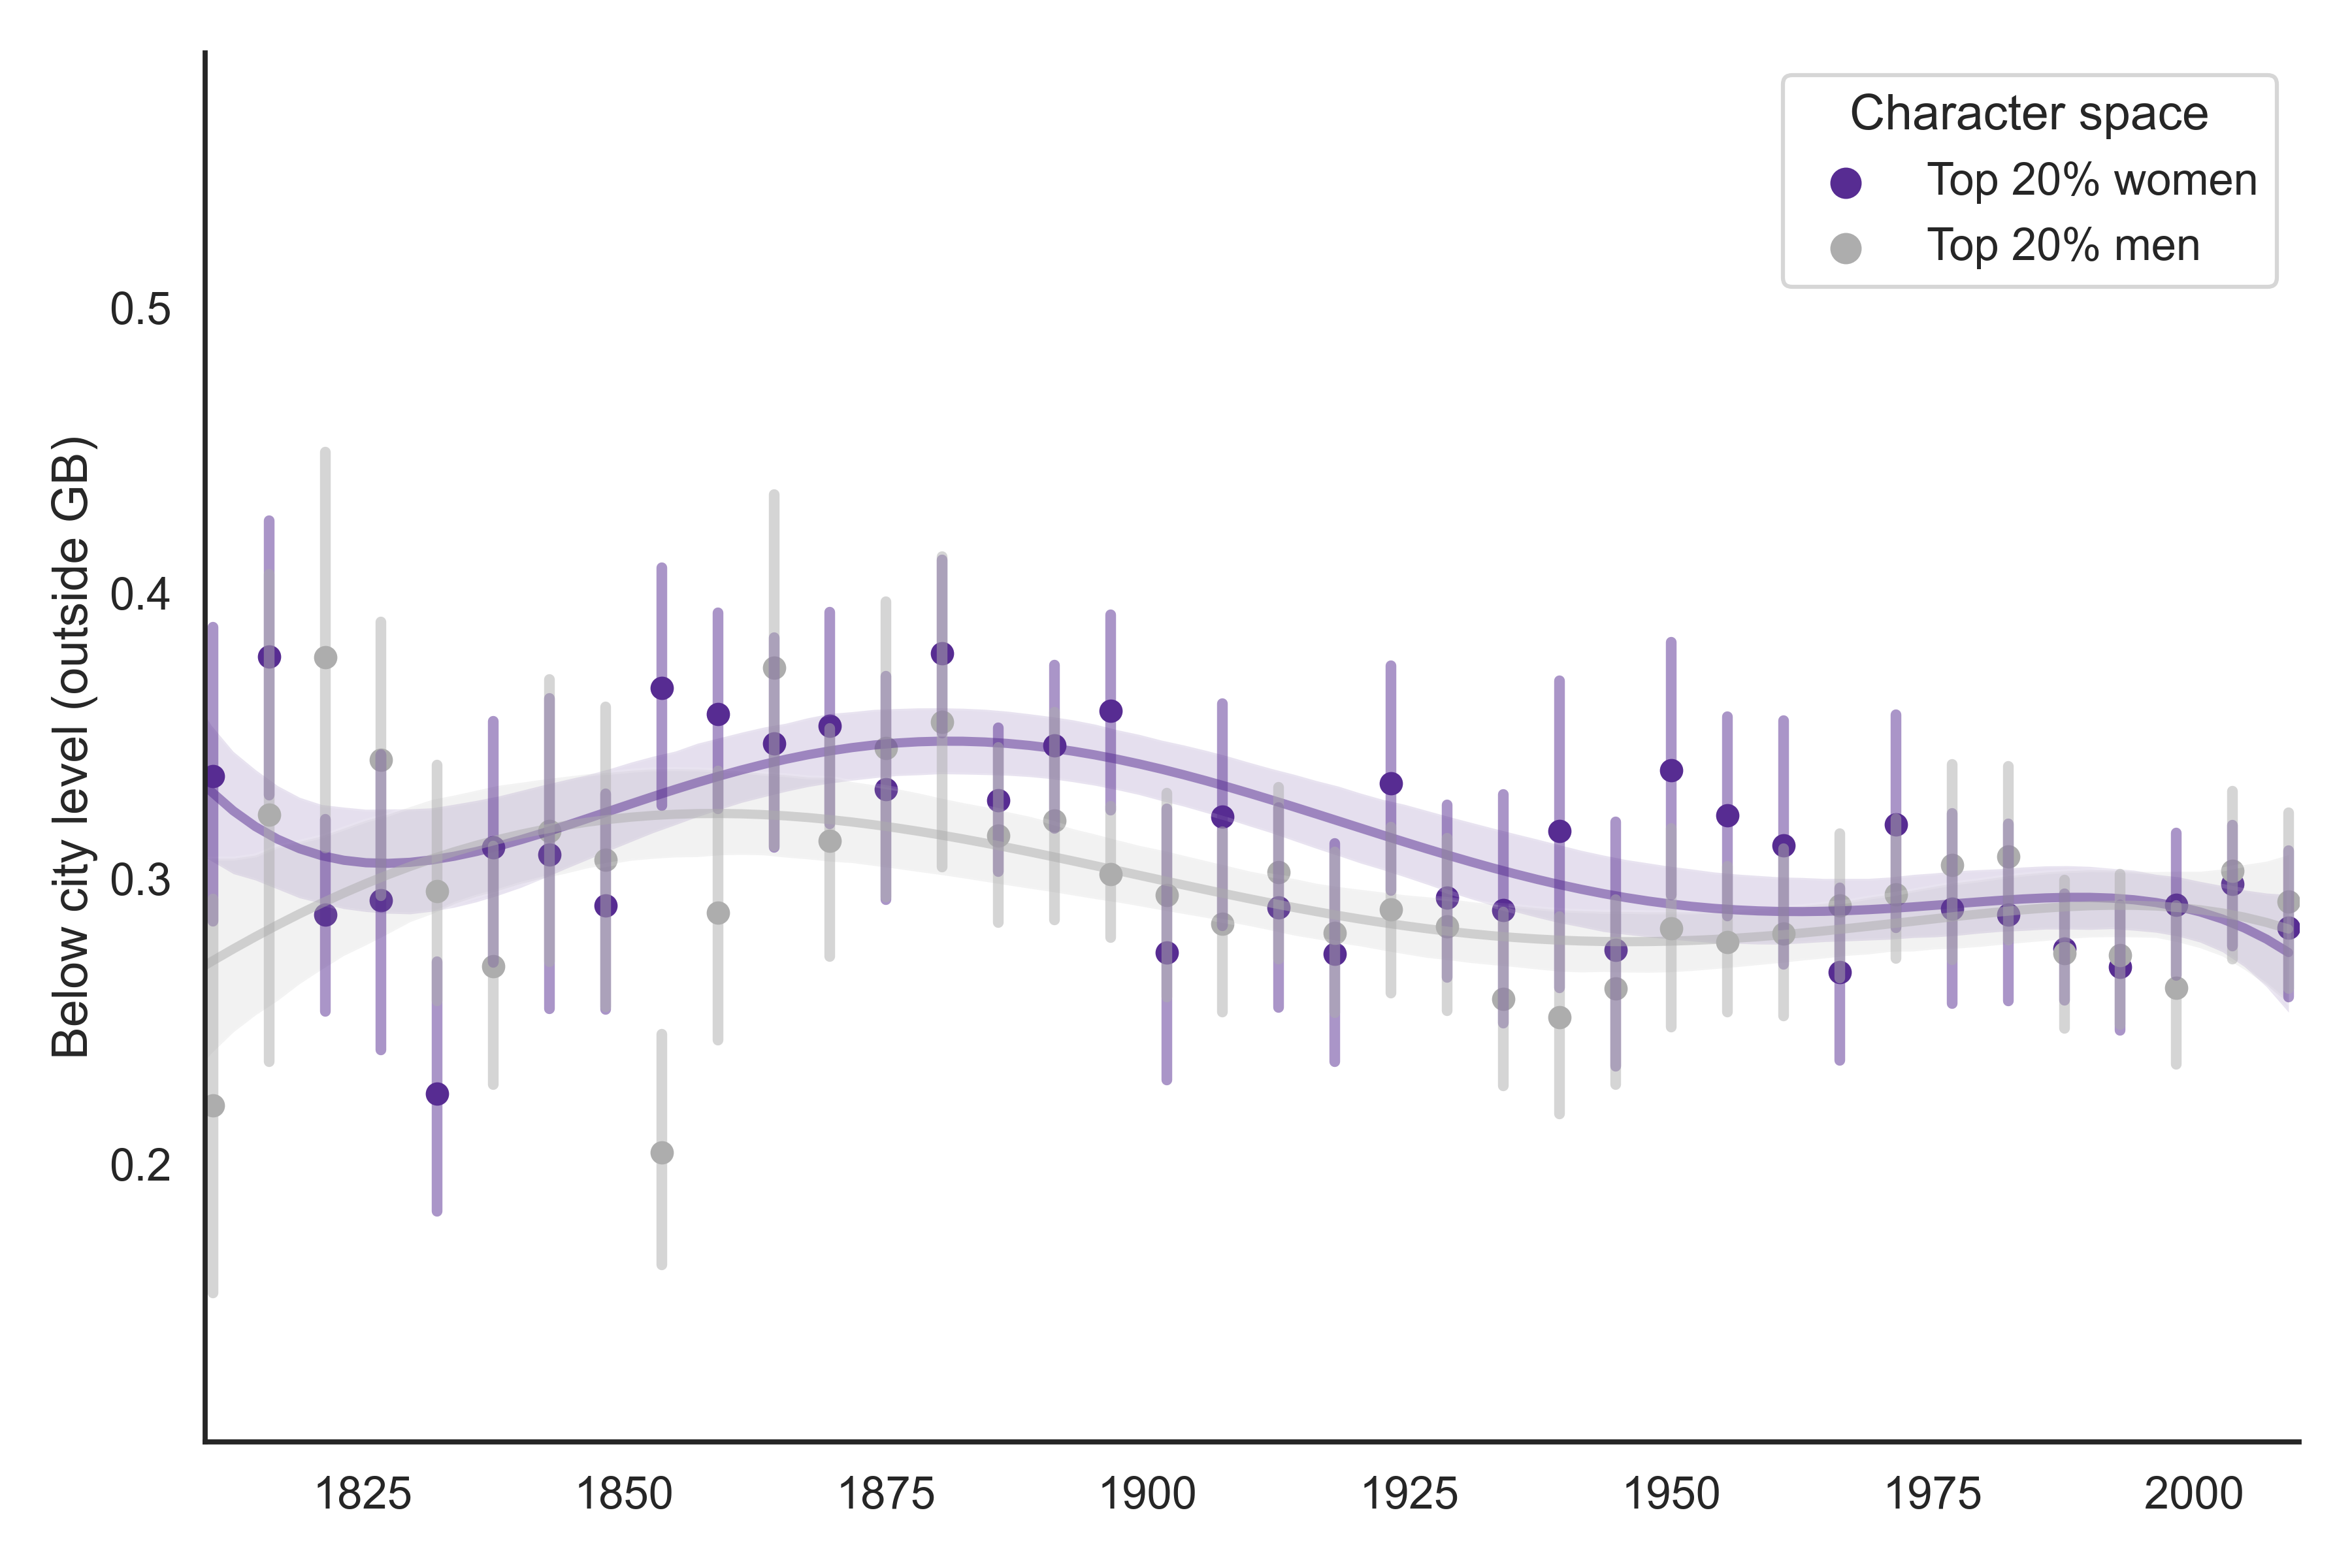 Character space
Top 20% women
Top 20% men
Below city level (outside GB)
0.5
0.4
0.3
0.2
1825 1850 1875 1900 1925 1950 1975 2000